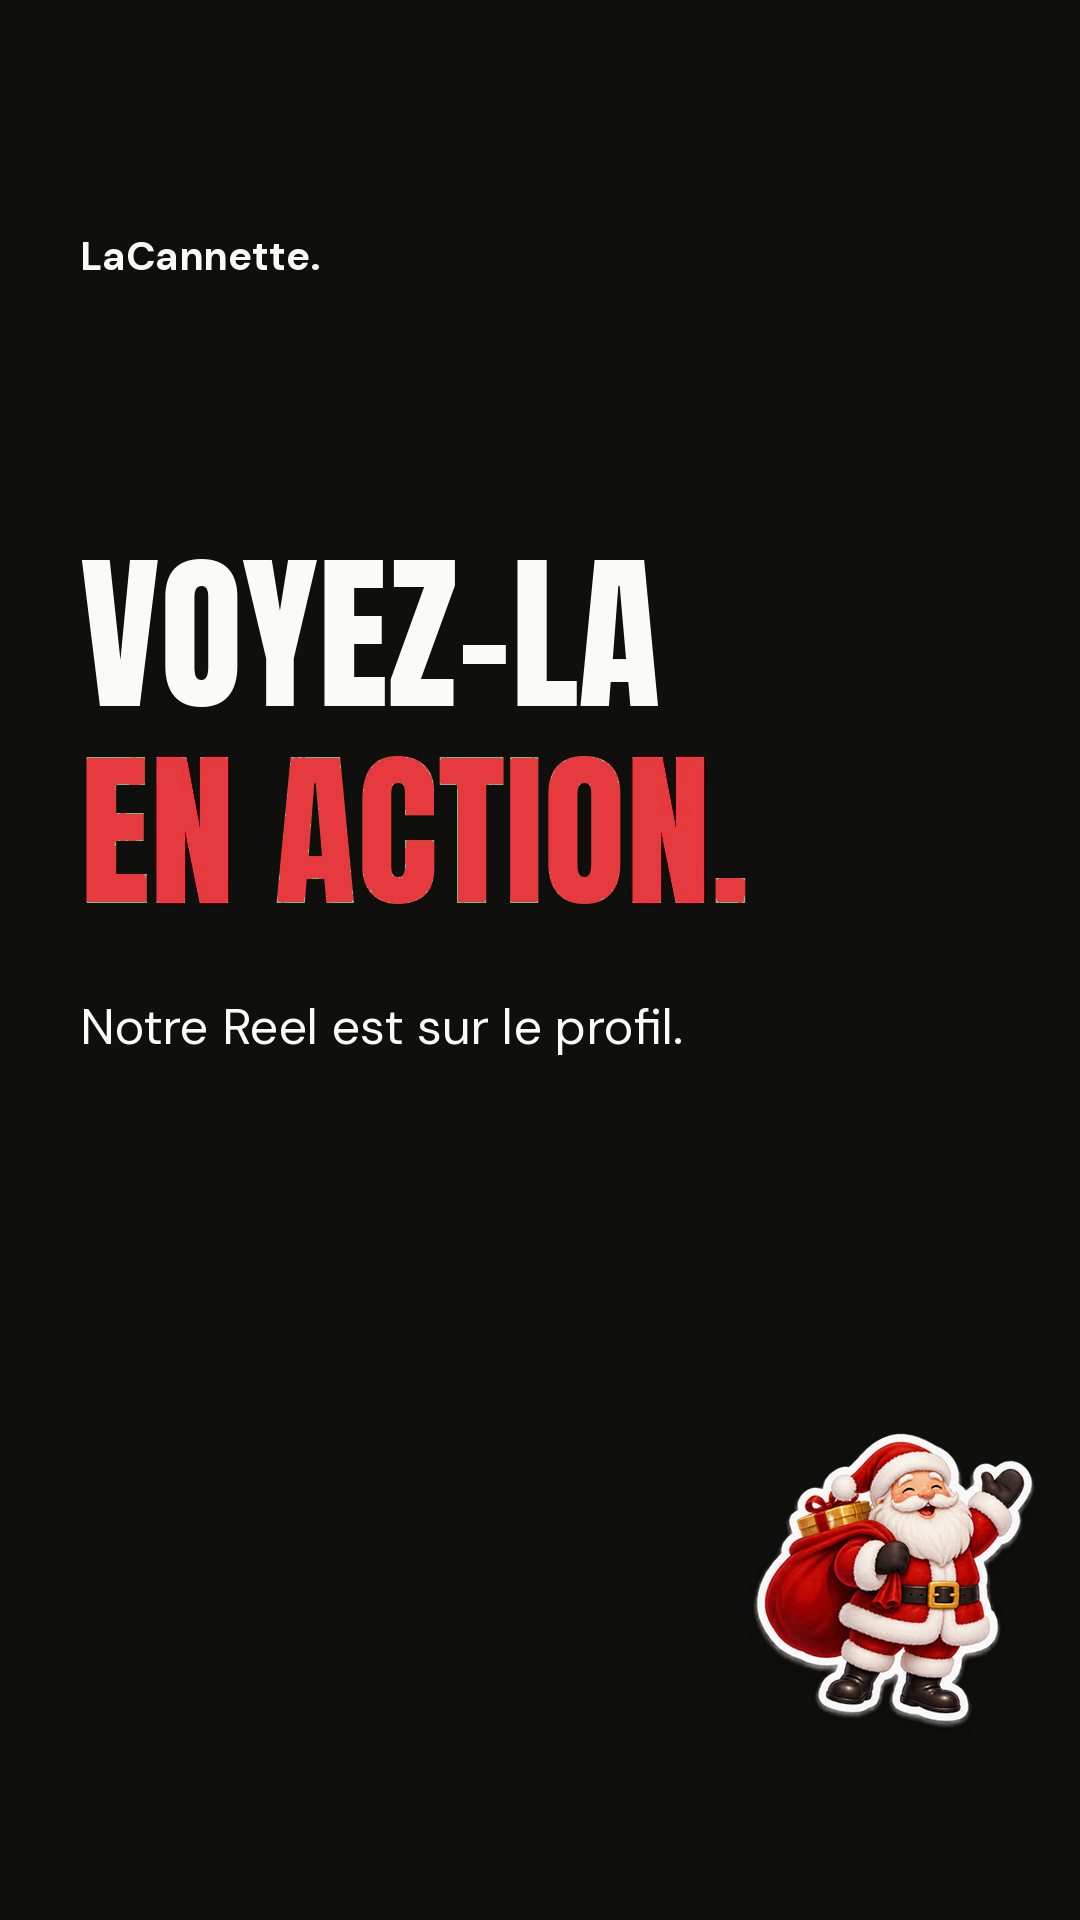 LaCannette.
VOYEZ-LA
EN ACTION.
Notre Reel est sur le profil.